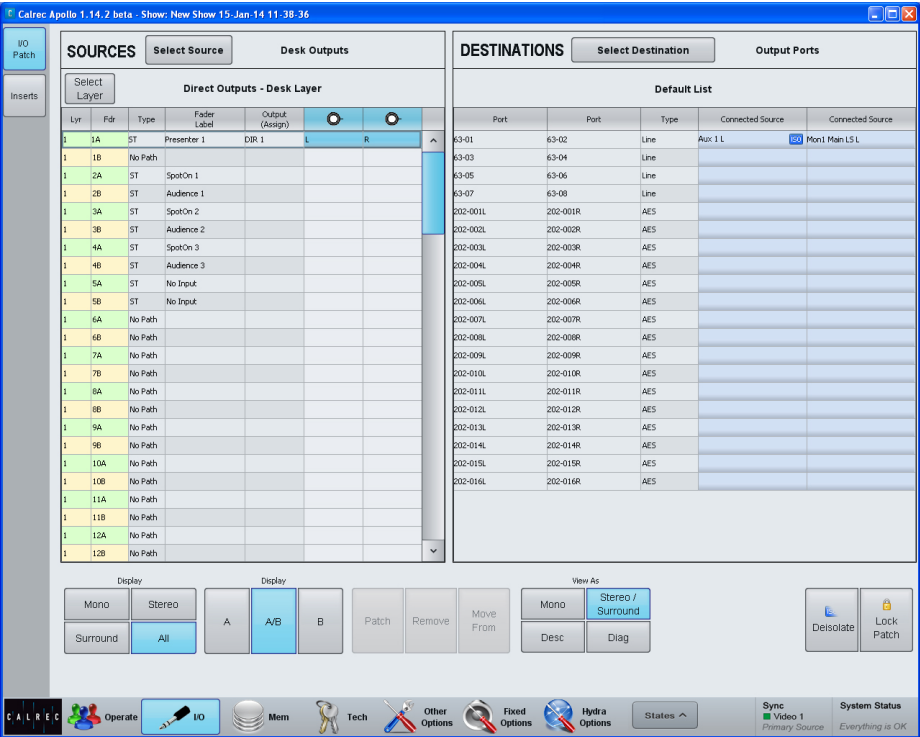 Calrec Apollo 1.14.2 beta - Show: New Show 15-Jan-14 11-38-36
I/O
Patch
Inserts
SOURCES Select Source Desk Outputs
Select
Layer
Direct Outputs - Desk Layer
Lyr Fdr Type Fader Label Output (Assign)
1 1A ST Presenter 1 DIR 1 L R
1 1B No Path
1 2A ST SpotOn 1
1 2B ST Audience 1
1 3A ST SpotOn 2
1 3B ST Audience 2
1 4A ST SpotOn 3
1 4B ST Audience 3
1 5A ST No Input
1 5B ST No Input
1 6A No Path
1 6B No Path
1 7A No Path
1 7B No Path
1 8A No Path
1 8B No Path
1 9A No Path
1 9B No Path
1 10A No Path
1 10B No Path
1 11A No Path
1 11B No Path
1 12A No Path
1 12B No Path
DESTINATIONS Select Destination Output Ports
Default List
Port Port Type Connected Source Connected Source
63-01 63-02 Line Aux 1 L ISO Mon1 Main LS L
63-03 63-04 Line
63-05 63-06 Line
63-07 63-08 Line
202-001L 202-001R AES
202-002L 202-002R AES
202-003L 202-003R AES
202-004L 202-004R AES
202-005L 202-005R AES
202-006L 202-006R AES
202-007L 202-007R AES
202-008L 202-008R AES
202-009L 202-009R AES
202-010L 202-010R AES
202-011L 202-011R AES
202-012L 202-012R AES
202-013L 202-013R AES
202-014L 202-014R AES
202-015L 202-015R AES
202-016L 202-016R AES
Display
Mono Stereo
Surround All
Display
A A/B B
Patch Remove Move From
View As
Mono Stereo / Surround
Desc Diag
Deisolate
Lock
Patch
CALREC Operate I/O Mem Tech Other Options Fixed Options Hydra Options States
Sync
Video 1
Primary Source
System Status
Everything is OK